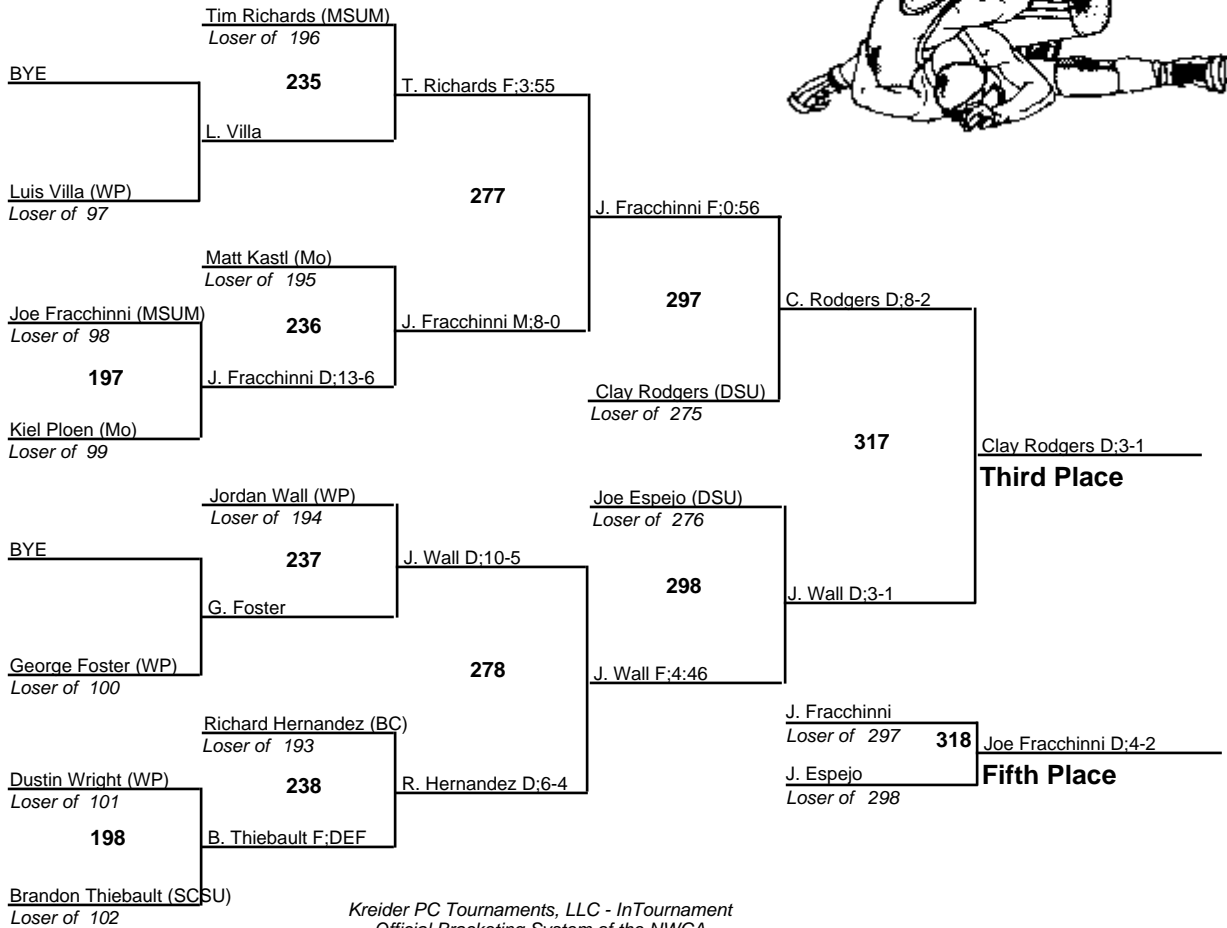 Tim Richards (MSUM)
Loser of 196
BYE
235
T. Richards F;3:55
L. Villa
Luis Villa (WP)
Loser of 97
277
J. Fracchinni F;0:56
Matt Kastl (Mo)
Loser of 195
Joe Fracchinni (MSUM)
Loser of 98
236
J. Fracchinni M;8-0
297
C. Rodgers D;8-2
197
J. Fracchinni D;13-6
Clay Rodgers (DSU)
Loser of 275
Kiel Ploen (Mo)
Loser of 99
317
Clay Rodgers D;3-1
Third Place
Jordan Wall (WP)
Loser of 194
Joe Espejo (DSU)
Loser of 276
BYE
237
J. Wall D;10-5
298
J. Wall D;3-1
G. Foster
George Foster (WP)
Loser of 100
278
J. Wall F;4:46
Richard Hernandez (BC)
Loser of 193
J. Fracchinni
Loser of 297
318
Joe Fracchinni D;4-2
Fifth Place
J. Espejo
Loser of 298
Dustin Wright (WP)
Loser of 101
238
R. Hernandez D;6-4
198
B. Thiebault F;DEF
Brandon Thiebault (SCSU)
Loser of 102
Kreider PC Tournaments, LLC - InTournament
Official Bracketing System of the NWCA